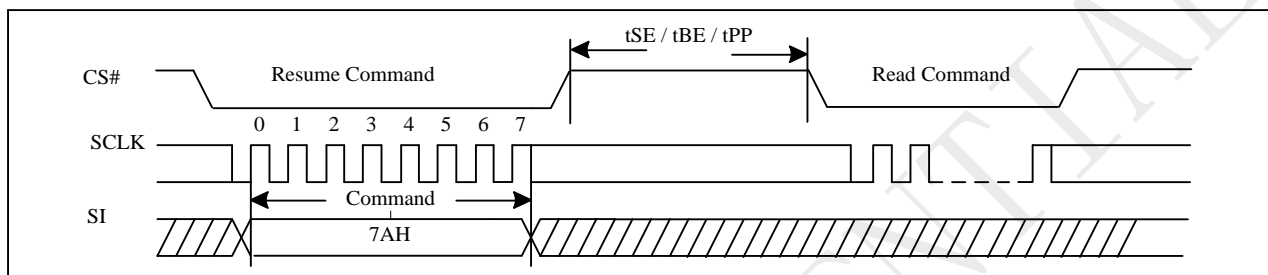 tSE / tBE / tPP
CS#
Resume Command
Read Command
0 1 2 3 4 5 6 7
SCLK
Command
SI
7AH
NTIAL